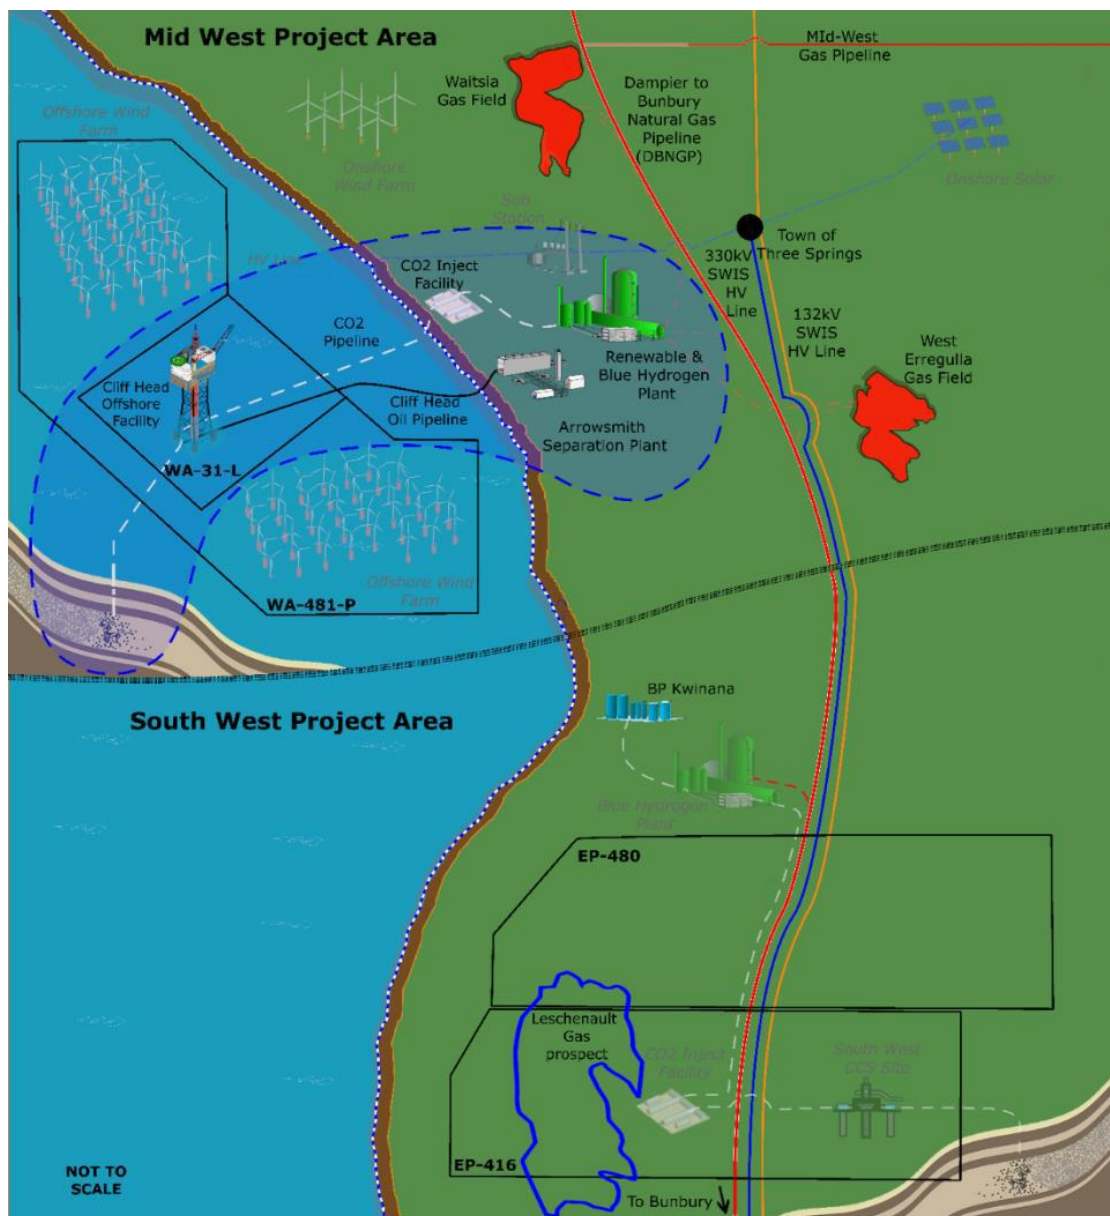 Mid West Project Area
MId-West
Gas Pipeline
Waitsia
Gas Field
Dampier to
Bunbury
Natural Gas
Pipeline
(DBNGP)
Offshore Wind
Farm
Onshore
Wind Farm
Onshore Solar
Sub
Station
Town of
Three Springs
HV Line
CO2 Inject
Facility
330kV
SWIS
HV
Line
132kV
SWIS
HV Line
CO2
Pipeline
West
Erregulla
Gas Field
Renewable &
Blue Hydrogen
Plant
Cliff Head
Offshore
Facility
Cliff Head
Oil Pipeline
Arrowsmith
Separation Plant
WA-31-L
Offshore Wind
Farm
WA-481-P
South West Project Area
BP Kwinana
Blue Hydrogen
Plant
EP-480
Leschenault
Gas
prospect
CO2 Inject
Facility
South West
CCS Site
EP-416
NOT TO
SCALE
To Bunbury